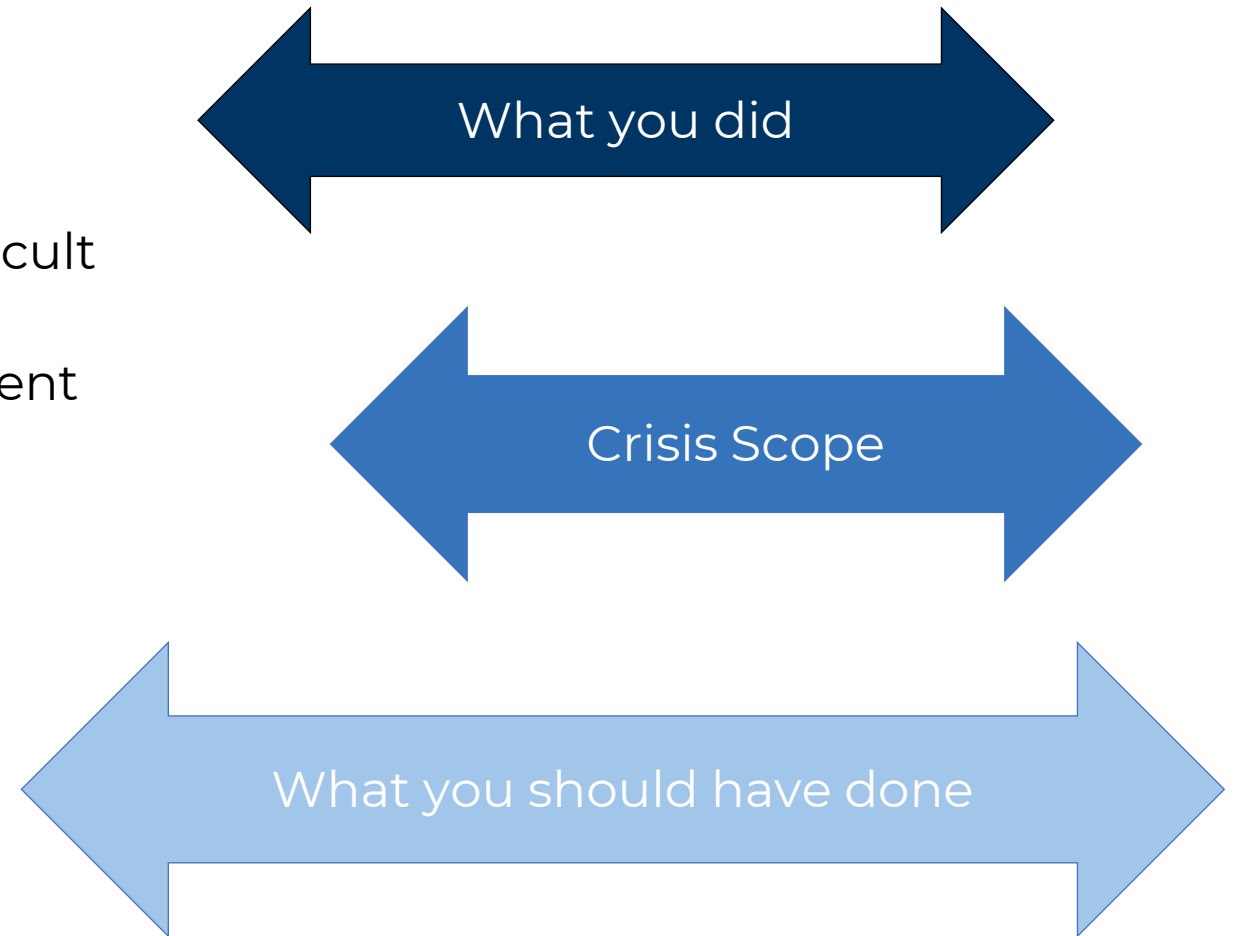 What you did
cult
ent
Crisis Scope
What you should have done